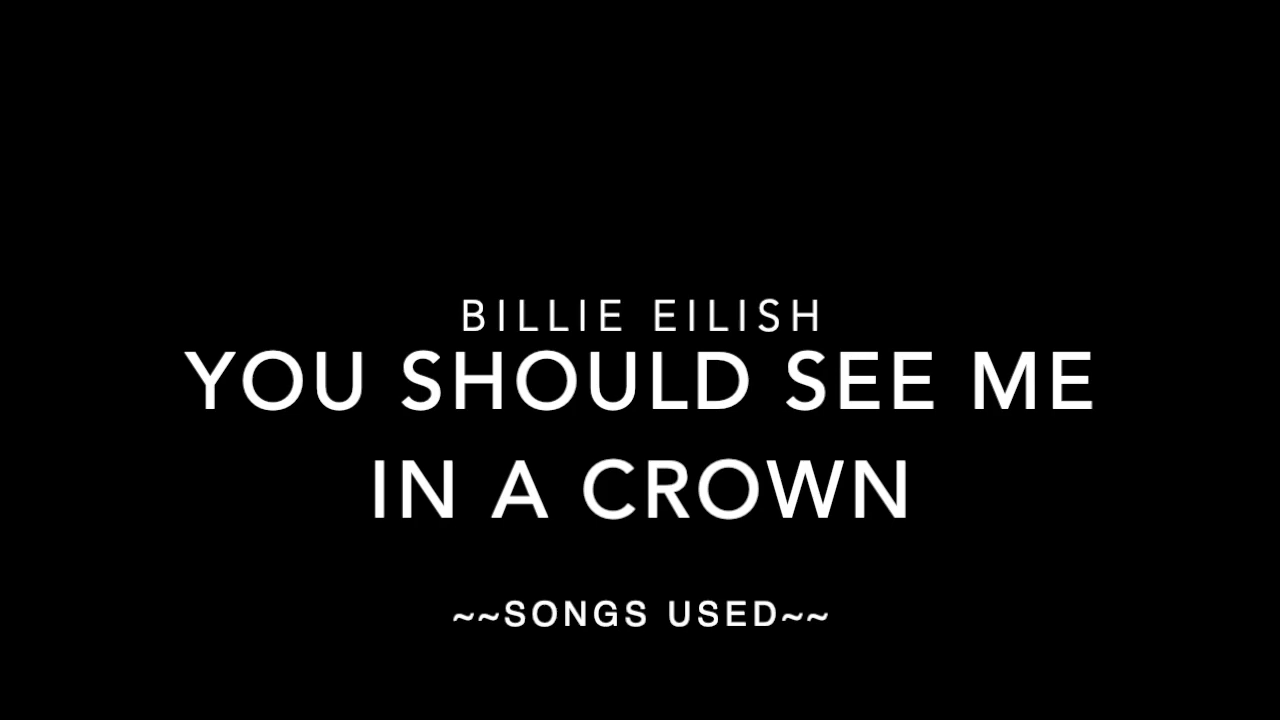 BILLIE EILISH
YOU SHOULD SEE ME
IN A CROWN
~~SONGS USED~~